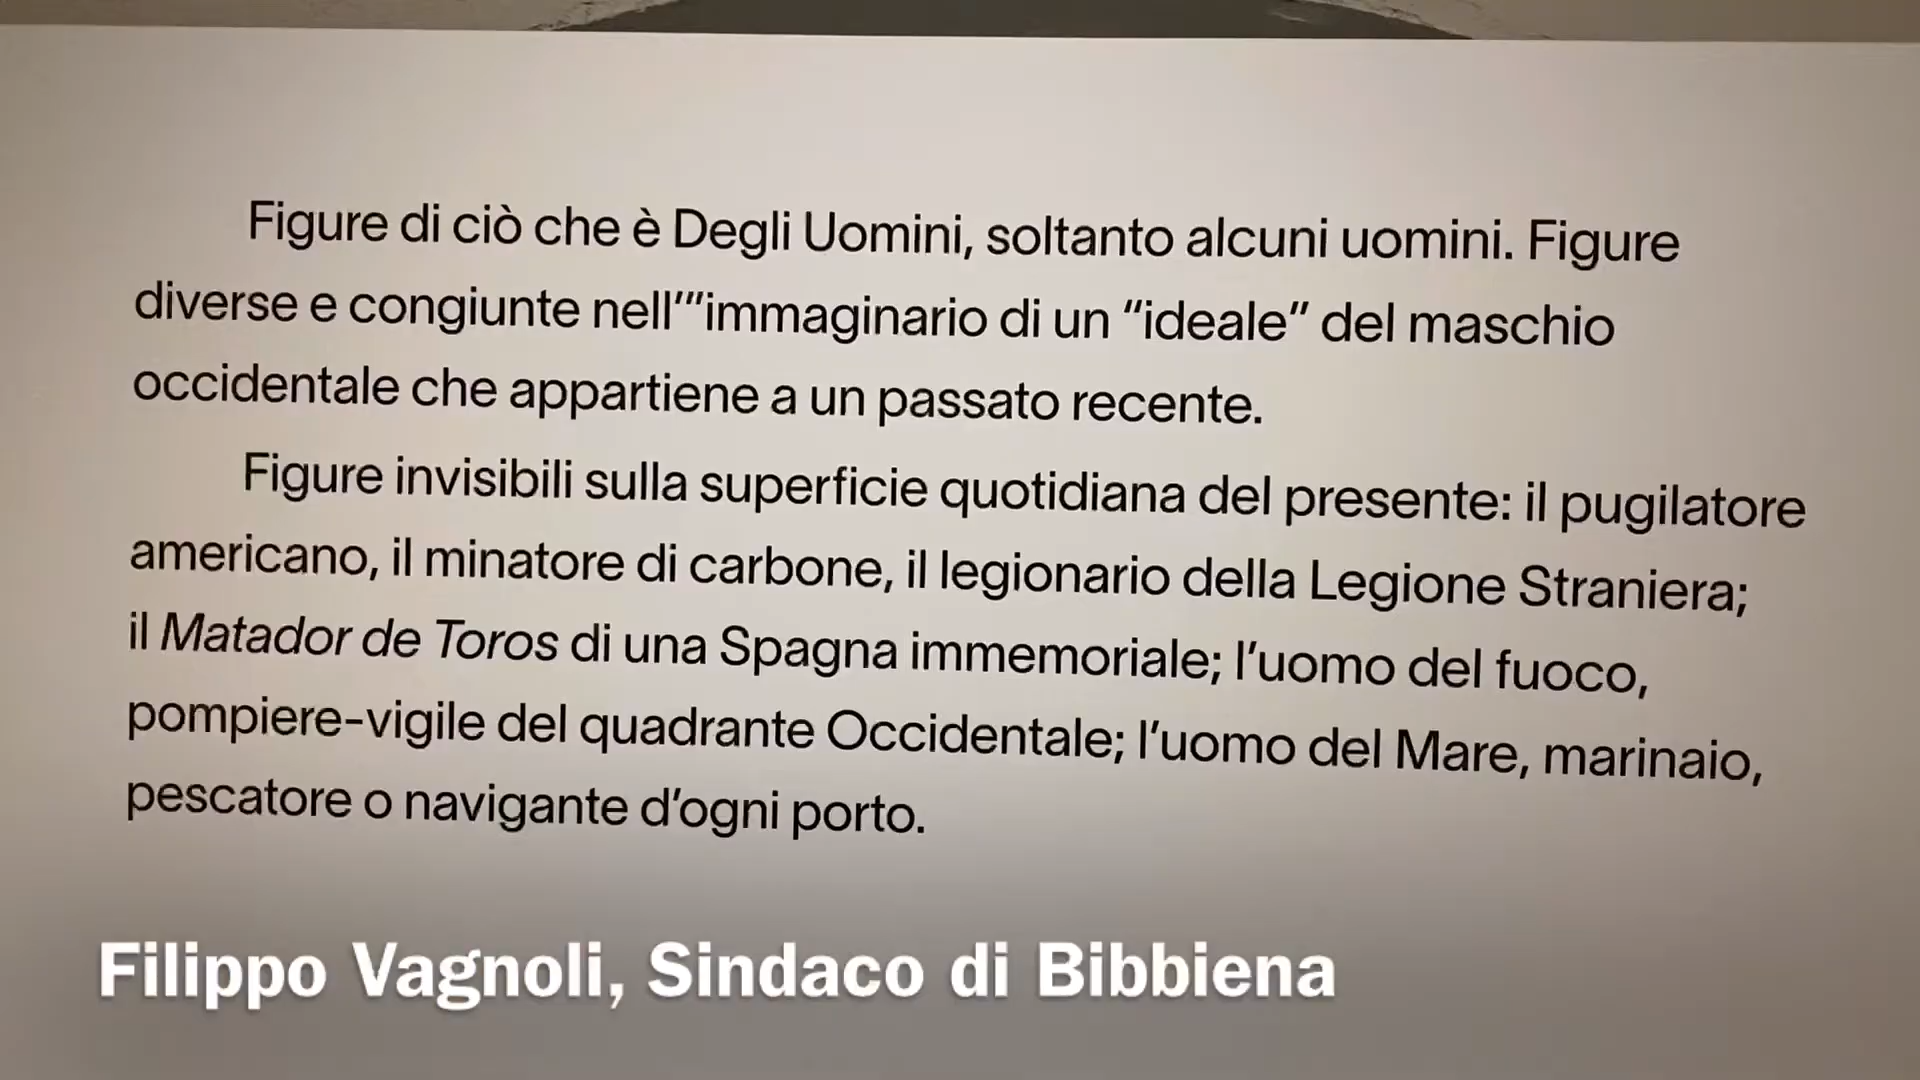 Figure di ciò che è Degli Uomini, soltanto alcuni uomini. Figure
diverse e congiunte nell’”immaginario di un “ideale” del maschio
occidentale che appartiene a un passato recente.
Figure invisibili sulla superficie quotidiana del presente: il pugilatore
americano, il minatore di carbone, il legionario della Legione Straniera;
il Matador de Toros di una Spagna immemoriale; l’uomo del fuoco,
pompiere-vigile del quadrante Occidentale; l’uomo del Mare, marinaio,
pescatore o navigante d’ogni porto.
Filippo Vagnoli, Sindaco di Bibbiena